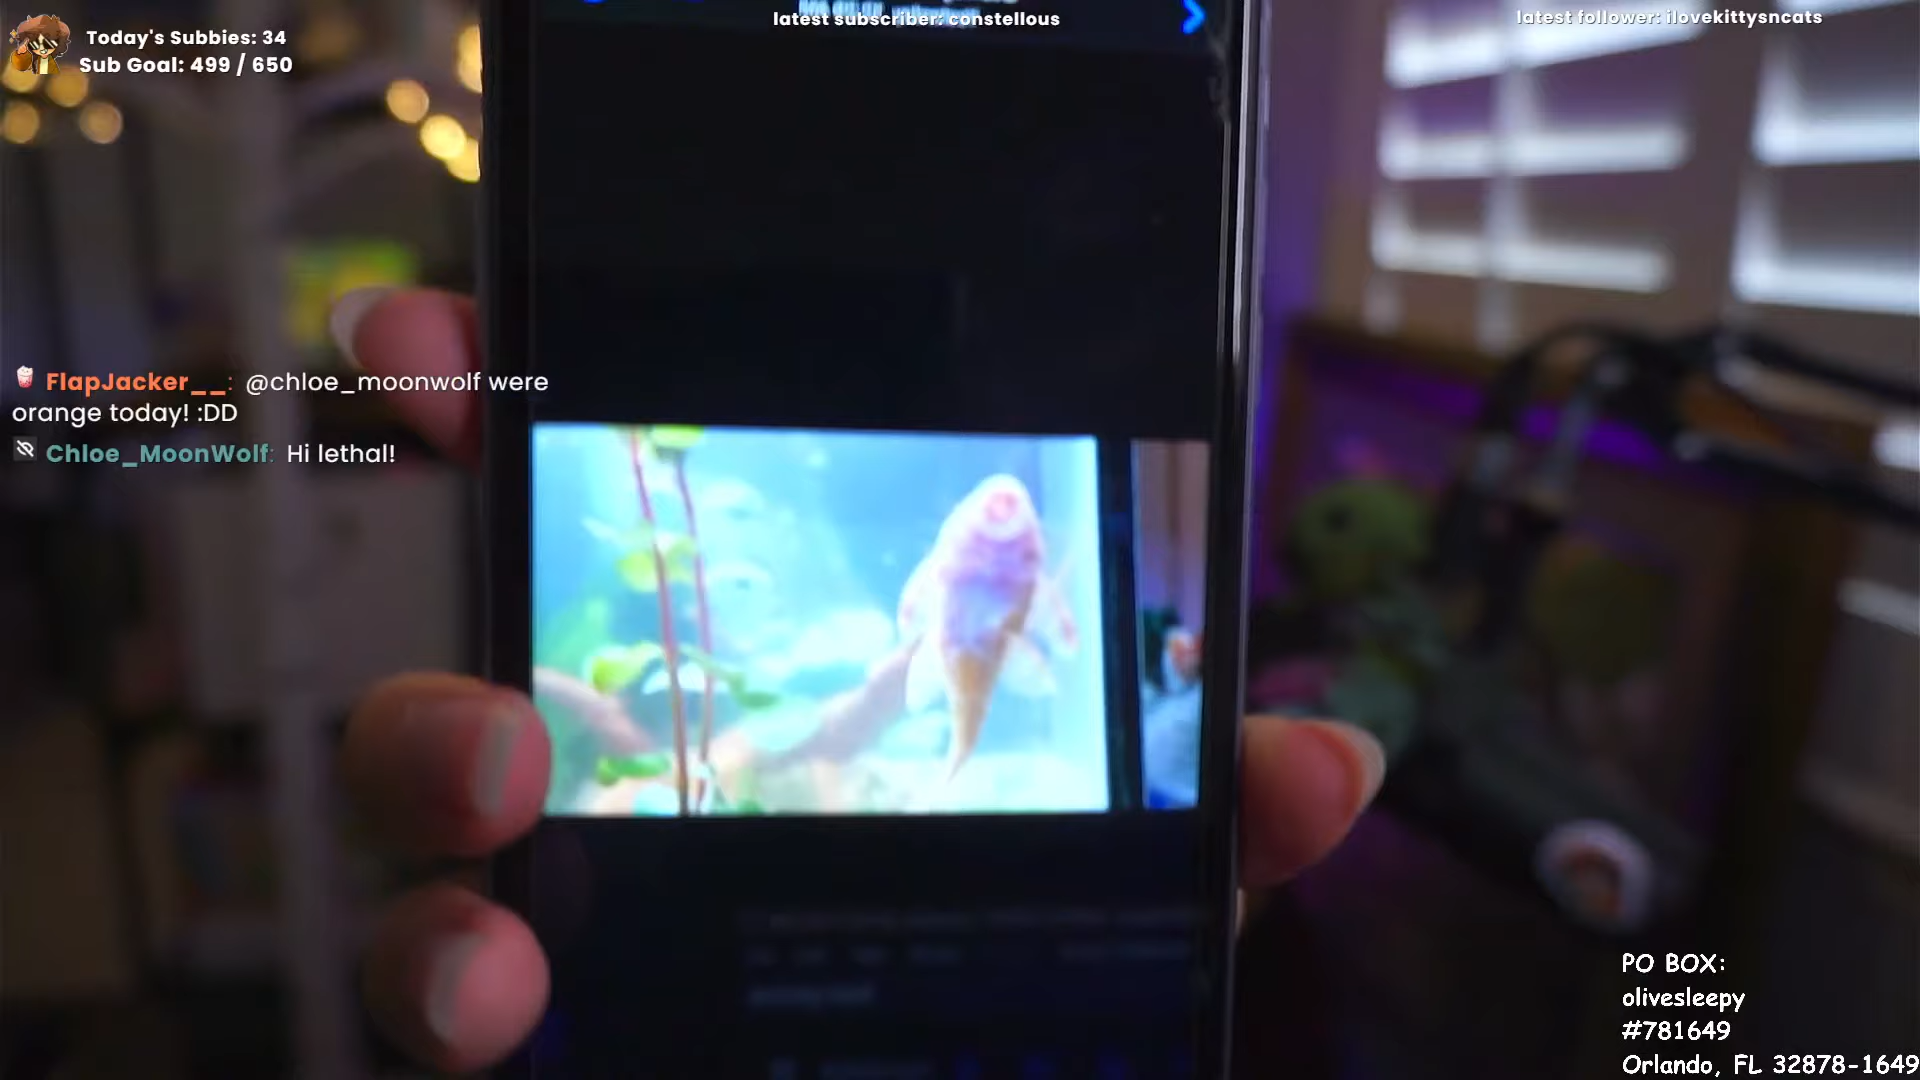 Today's Subbies: 34
Sub Goal: 499 / 650
latest subscriber: constellous
latest follower: ilovekittysncats
FlapJacker__: @chloe_moonwolf were
orange today! :DD
Chloe_MoonWolf: Hi lethal!
PO BOX:
olivesleepy
#781649
Orlando, FL 32878-1649